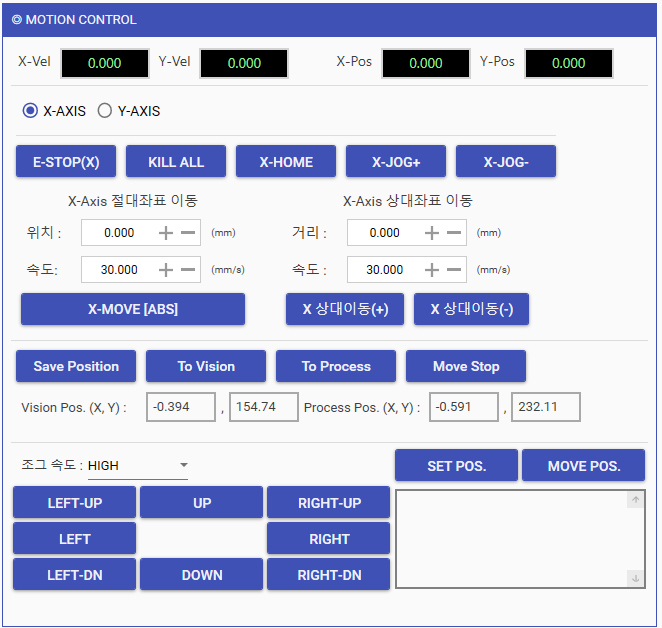 ◎ MOTION CONTROL
X-Vel 0.000 Y-Vel 0.000 X-Pos 0.000 Y-Pos 0.000
X-AXIS Y-AXIS
E-STOP(X) KILL ALL X-HOME X-JOG+ X-JOG-
X-Axis 절대좌표 이동 X-Axis 상대좌표 이동
위치 : 0.000 (mm) 거리 : 0.000 (mm)
속도: 30.000 (mm/s) 속도 : 30.000 (mm/s)
X-MOVE [ABS] X 상대이동(+) X 상대이동(-)
Save Position To Vision To Process Move Stop
Vision Pos. (X, Y) : -0.394 , 154.74 Process Pos. (X, Y) : -0.591 , 232.11
조그 속도 : HIGH SET POS. MOVE POS.
LEFT-UP UP RIGHT-UP
LEFT RIGHT
LEFT-DN DOWN RIGHT-DN